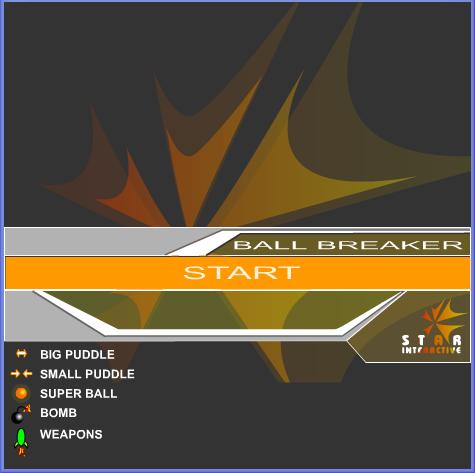 BALL BREAKER
START
STAR
INTERACTIVE
BIG PUDDLE
SMALL PUDDLE
SUPER BALL
BOMB
WEAPONS